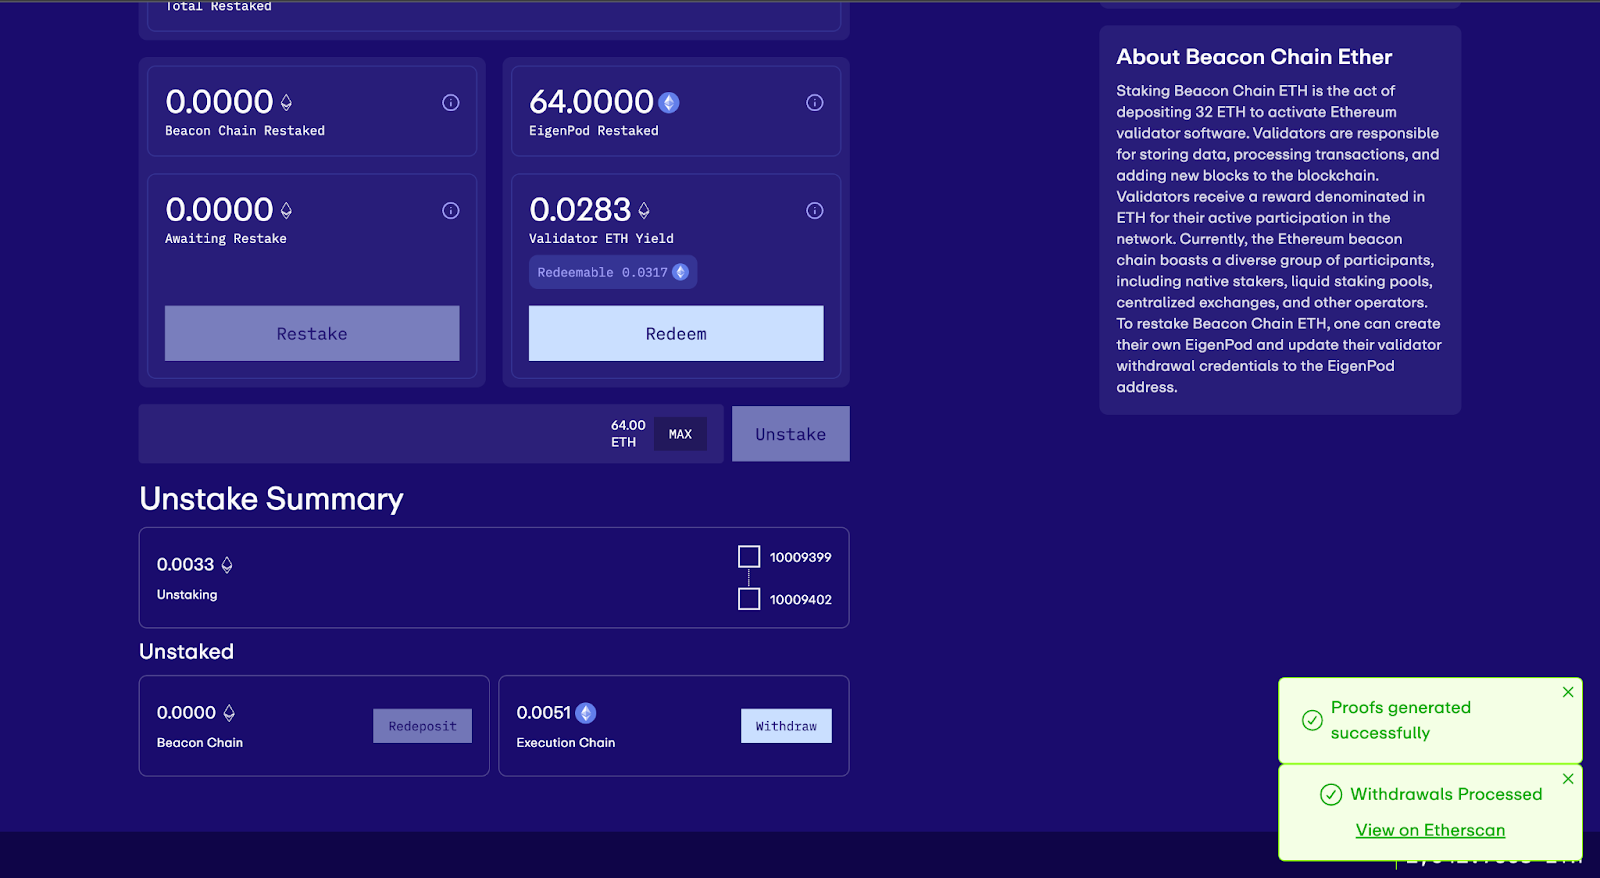 Total Restaked
0.0000
Beacon Chain Restaked
64.0000
EigenPod Restaked
0.0000
Awaiting Restake
Restake
0.0283
Validator ETH Yield
Redeemable 0.0317
Redeem
64.00
ETH
MAX
Unstake
Unstake Summary
0.0033
Unstaking
10009399
10009402
Unstaked
0.0000
Beacon Chain
Redeposit
0.0051
Execution Chain
Withdraw
About Beacon Chain Ether
Staking Beacon Chain ETH is the act of
depositing 32 ETH to activate Ethereum
validator software. Validators are responsible
for storing data, processing transactions, and
adding new blocks to the blockchain.
Validators receive a reward denominated in
ETH for their active participation in the
network. Currently, the Ethereum beacon
chain boasts a diverse group of participants,
including native stakers, liquid staking pools,
centralized exchanges, and other operators.
To restake Beacon Chain ETH, one can create
their own EigenPod and update their validator
withdrawal credentials to the EigenPod
address.
Proofs generated
successfully
Withdrawals Processed
View on Etherscan